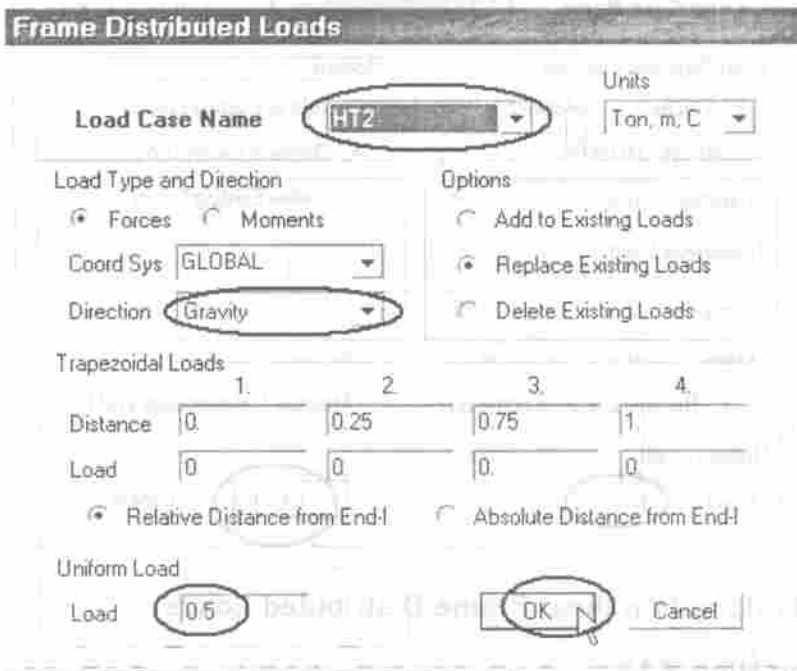 Frame Distributed Loads
Units
Load Case Name HT2 Ton, m, C
Load Type and Direction Options
Forces Moments Add to Existing Loads
Coord Sys GLOBAL Replace Existing Loads
Direction Gravity Delete Existing Loads
Trapezoidal Loads
1. 2. 3. 4.
Distance 0. 0.25 0.75 1.
Load 0 0. 0. 0.
Relative Distance from End-I Absolute Distance from End-I
Uniform Load
Load 0.5 OK Cancel